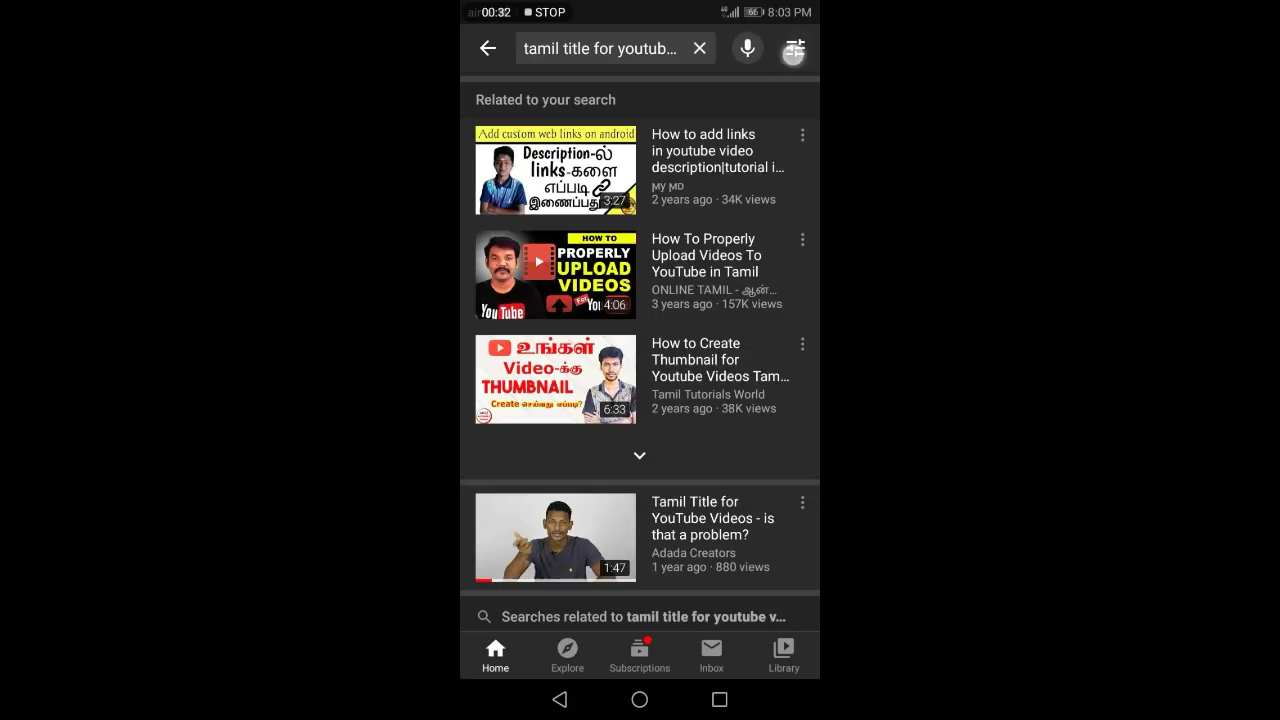 00:32 STOP
66 8:03 PM
tamil title for youtub...
Related to your search
Add custom web links on android
Description-ல்
links-களை
எப்படி
இணைப்பது
3:27
How to add links
in youtube video
description|tutorial i...
My MD
2 years ago · 34K views
HOW TO
PROPERLY
UPLOAD
VIDEOS
For
YouTube
4:06
How To Properly
Upload Videos To
YouTube in Tamil
ONLINE TAMIL - ஆன்...
3 years ago · 157K views
உங்கள்
Video-க்கு
THUMBNAIL
Create செய்வது எப்படி?
6:33
How to Create
Thumbnail for
Youtube Videos Tam...
Tamil Tutorials World
2 years ago · 38K views
1:47
Tamil Title for
YouTube Videos - is
that a problem?
Adada Creators
1 year ago · 880 views
Searches related to tamil title for youtube v...
Home Explore Subscriptions Inbox Library